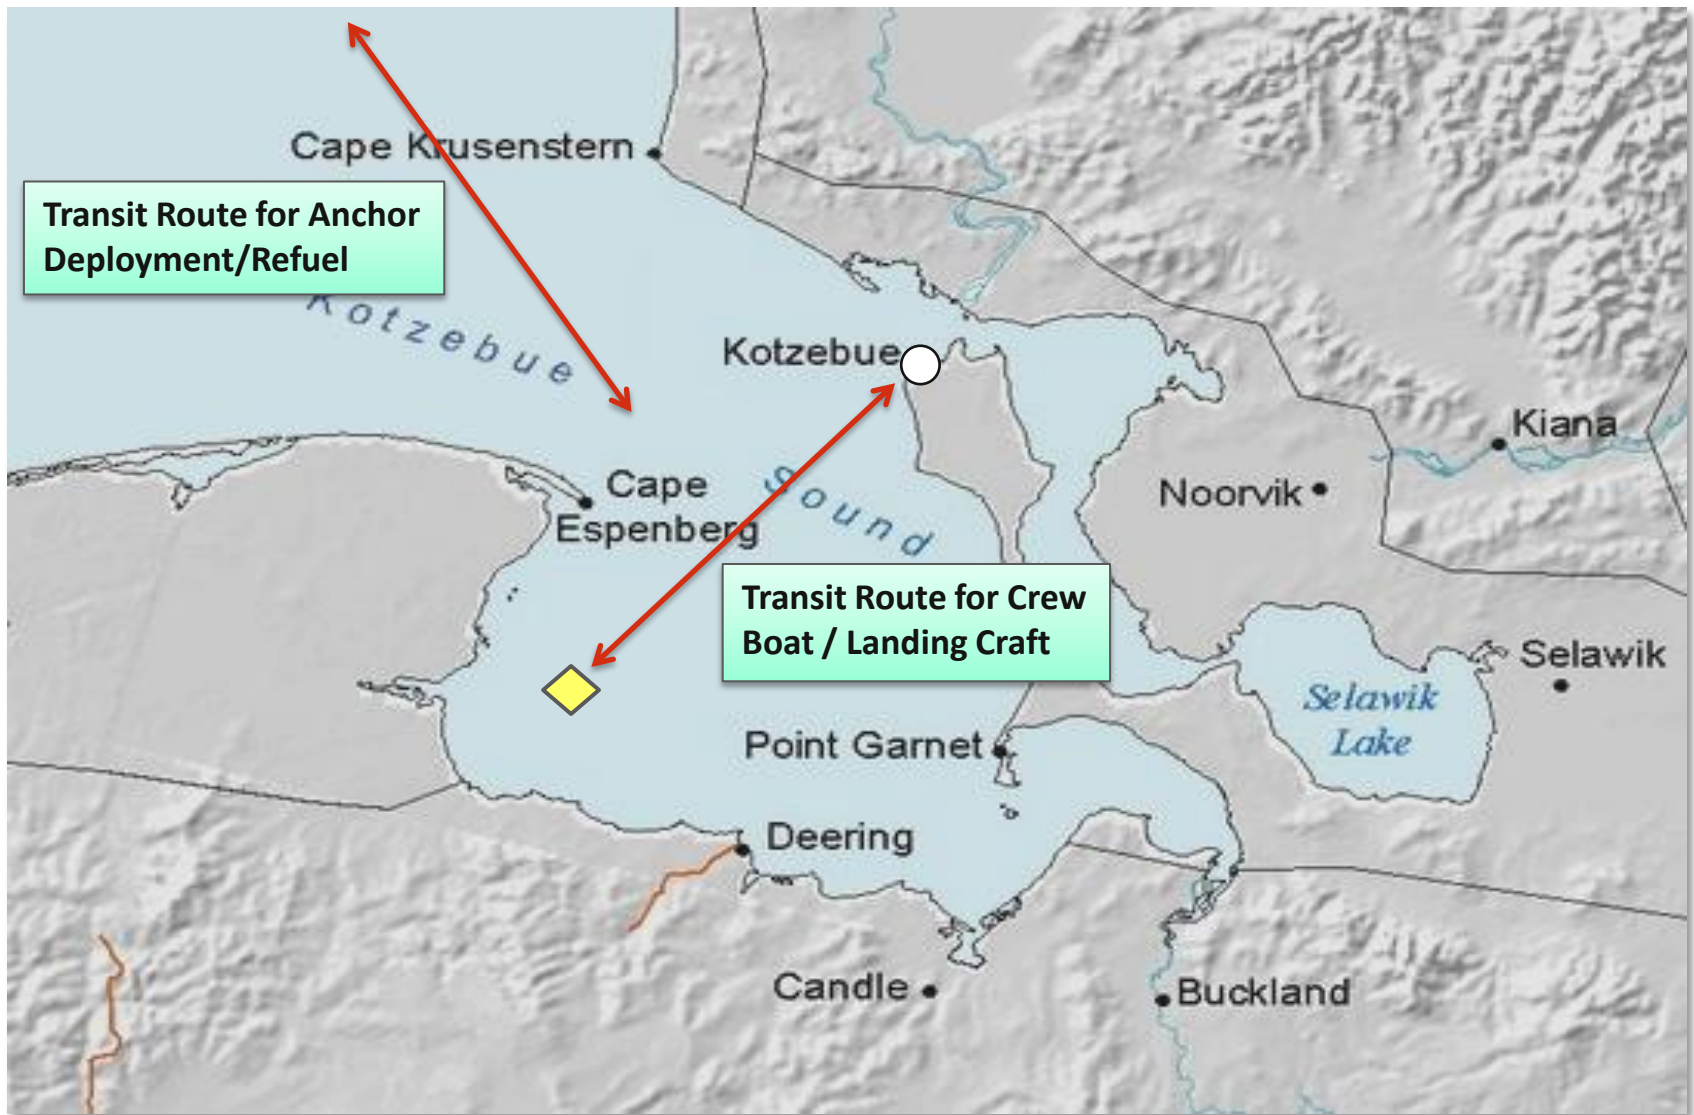 Cape Krusenstern
Transit Route for Anchor
Deployment/Refuel
Kotzebue
Kotzebue
Kiana
Cape
Espenberg
Sound
Noorvik
Transit Route for Crew
Boat / Landing Craft
Selawik
Selawik
Lake
Point Garnet
Deering
Candle
Buckland